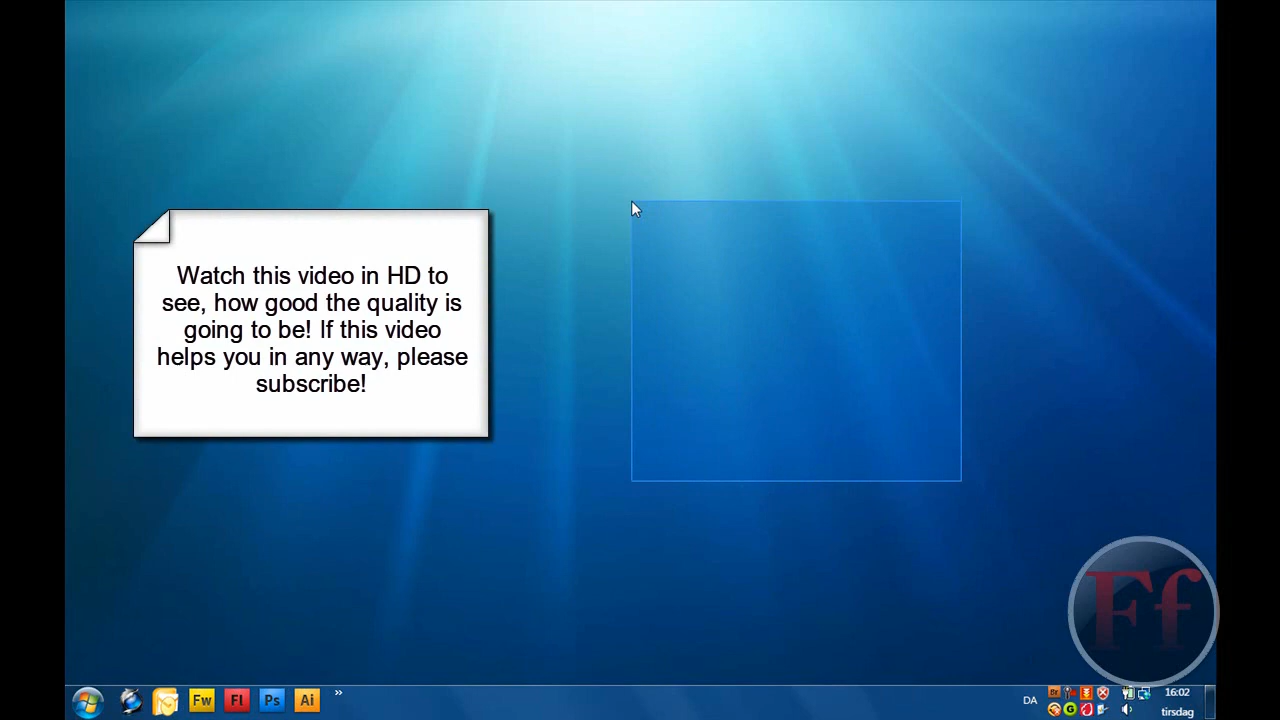 Watch this video in HD to
see, how good the quality is
going to be! If this video
helps you in any way, please
subscribe!
Ff
Fw
Fl
Ps
Ai
»
DA
Br
16:02
tirsdag